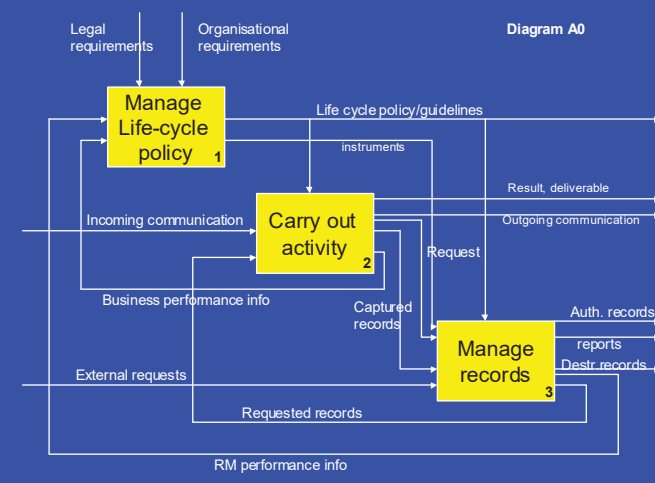 Legal
requirements
Organisational
requirements
Diagram A0
Manage
Life-cycle
policy
1
Life cycle policy/guidelines
instruments
Result, deliverable
Incoming communication
Outgoing communication
Carry out
activity
2
Request
Business performance info
Captured
records
Auth. records
Manage
records
3
reports
Destr.records
External requests
Requested records
RM performance info